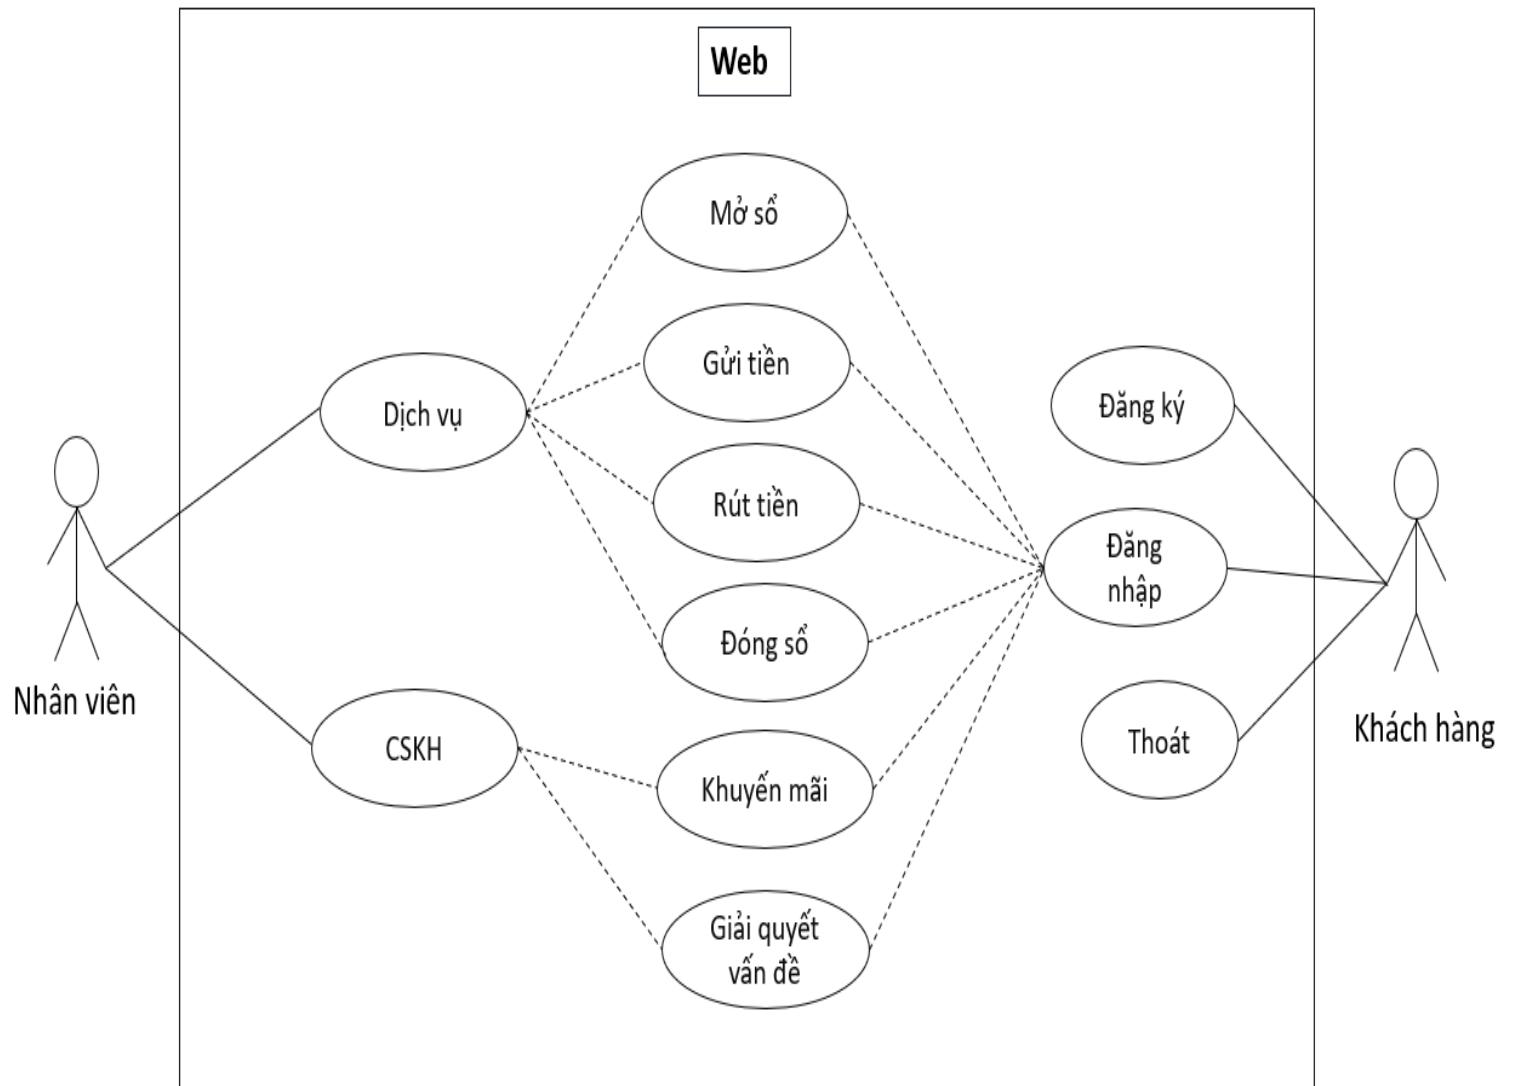 Web
Mở sổ
Gửi tiền
Dịch vụ
Đăng ký
Rút tiền
Đăng
nhập
Đóng sổ
Nhân viên
Khách hàng
CSKH
Thoát
Khuyến mãi
Giải quyết
vấn đề